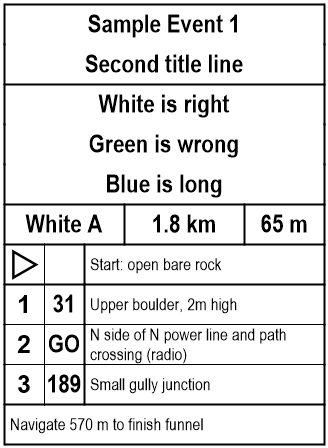 Sample Event 1
Second title line
White is right
Green is wrong
Blue is long
White A 1.8 km 65 m
Start: open bare rock
1 31 Upper boulder, 2m high
2 GO N side of N power line and path
crossing (radio)
3 189 Small gully junction
Navigate 570 m to finish funnel